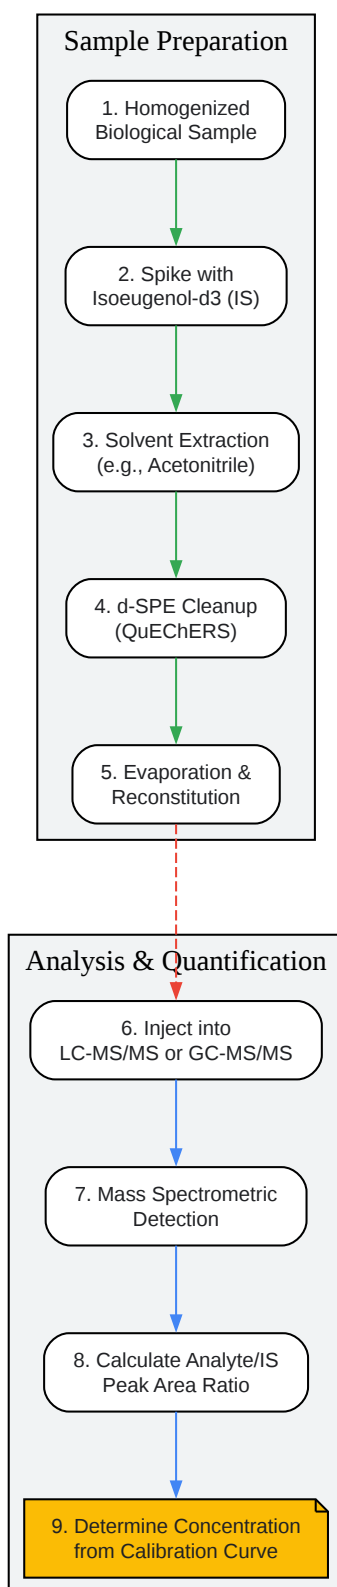 Sample Preparation
1. Homogenized
Biological Sample
2. Spike with
Isoeugenol-d3 (IS)
3. Solvent Extraction
(e.g., Acetonitrile)
4. d-SPE Cleanup
(QuEChERS)
5. Evaporation &
Reconstitution
Analysis & Quantification
6. Inject into
LC-MS/MS or GC-MS/MS
7. Mass Spectrometric
Detection
8. Calculate Analyte/IS
Peak Area Ratio
9. Determine Concentration
from Calibration Curve